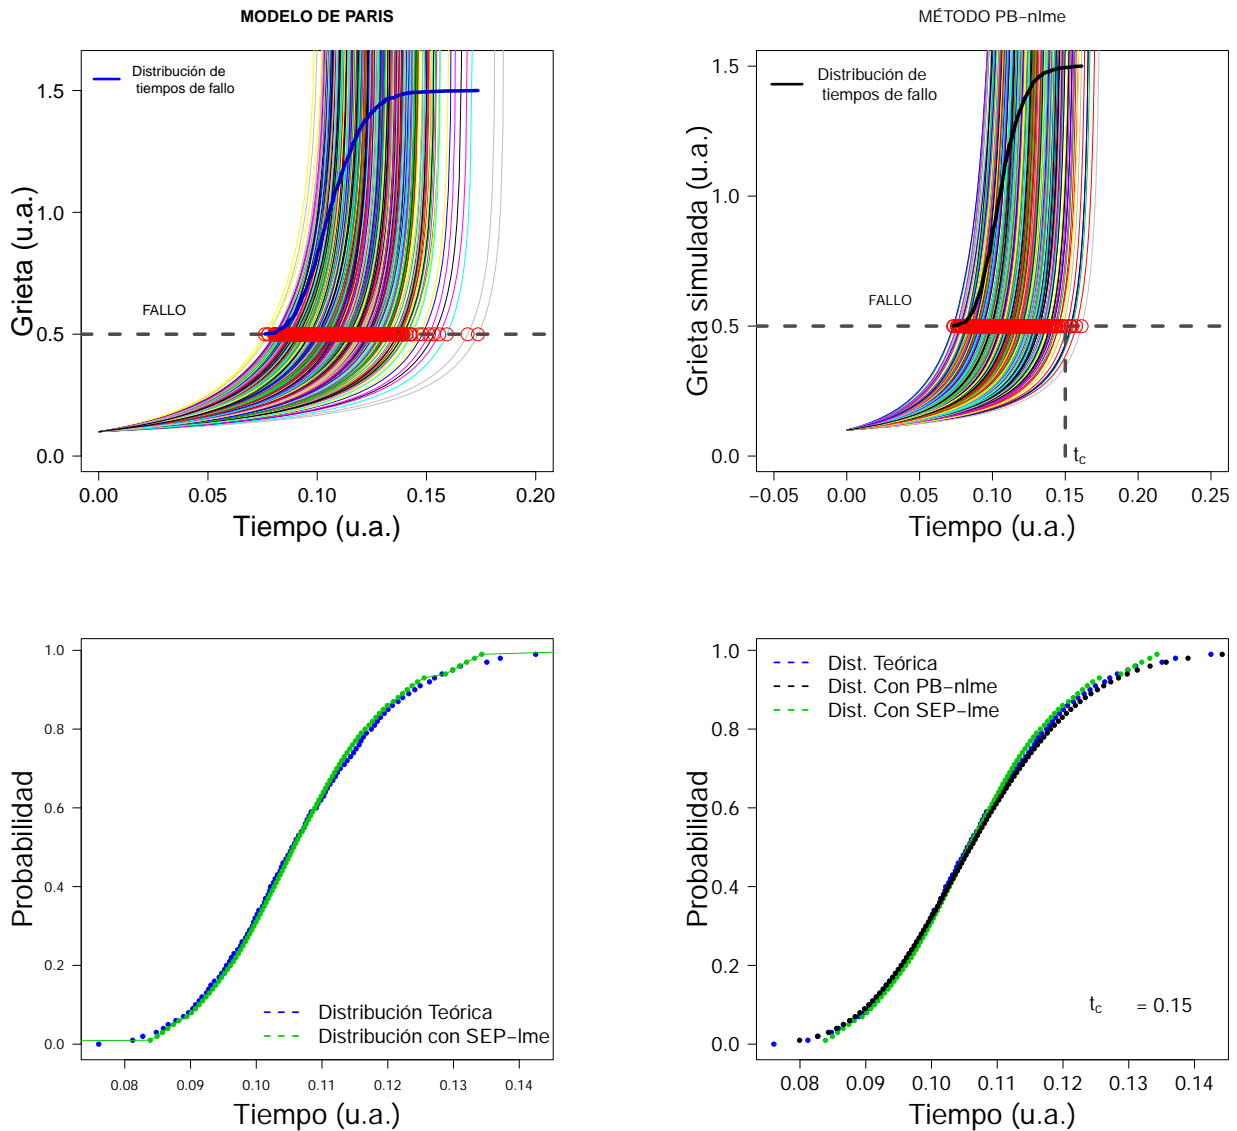 MODELO DE PARIS
Distribución de
tiempos de fallo
Grieta (u.a.)
1.5
1.0
0.5
0.0
FALLO
0.00 0.05 0.10 0.15 0.20
Tiempo (u.a.)
MÉTODO PB−nlme
Distribución de
tiempos de fallo
Grieta simulada (u.a.)
1.5
1.0
0.5
0.0
FALLO
tc
−0.05 0.00 0.05 0.10 0.15 0.20 0.25
Tiempo (u.a.)
Probabilidad
1.0
0.8
0.6
0.4
0.2
0.0
Distribución Teórica
Distribución con SEP−lme
0.08 0.09 0.10 0.11 0.12 0.13 0.14
Tiempo (u.a.)
Probabilidad
1.0
0.8
0.6
0.4
0.2
0.0
Dist. Teórica
Dist. Con PB−nlme
Dist. Con SEP−lme
tc = 0.15
0.08 0.09 0.10 0.11 0.12 0.13 0.14
Tiempo (u.a.)